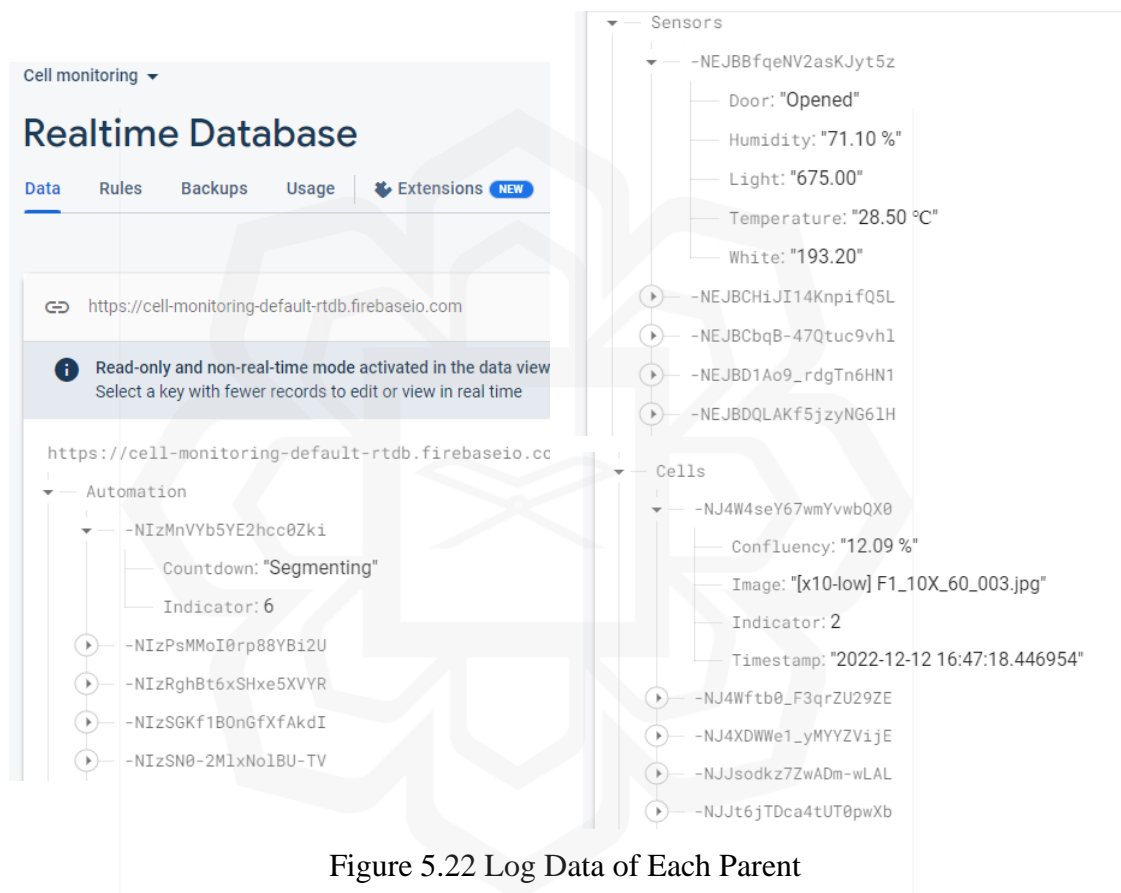 Cell monitoring
Realtime Database
Data Rules Backups Usage Extensions NEW
https://cell-monitoring-default-rtdb.firebaseio.com
Read-only and non-real-time mode activated in the data view
Select a key with fewer records to edit or view in real time
https://cell-monitoring-default-rtdb.firebaseio.cc
Automation
-NIzMnVYb5YE2hcc0Zki
Countdown: "Segmenting"
Indicator: 6
-NIzPsMMoI0rp88YBi2U
-NIzRghBt6xSHxe5XVYR
-NIzSGKf1BOnGfXfAkdI
-NIzSN0-2MlxNolBU-TV
Sensors
-NEJBBfqeNV2asKJyt5z
Door: "Opened"
Humidity: "71.10 %"
Light: "675.00"
Temperature: "28.50 °C"
White: "193.20"
-NEJBCHiJI14KnpifQ5L
-NEJBCbqB-47Qtuc9vhl
-NEJBD1Ao9_rdgTn6HN1
-NEJBDQLAKf5jzyNG6lH
Cells
-NJ4W4seY67wmYvwbQX0
Confluency: "12.09 %"
Image: "[x10-low] F1_10X_60_003.jpg"
Indicator: 2
Timestamp: "2022-12-12 16:47:18.446954"
-NJ4Wftb0_F3qrZU29ZE
-NJ4XDWWe1_yMYYZVijE
-NJJsodkz7ZwADm-wLAL
-NJJt6jTDca4tUT0pwXb
Figure 5.22 Log Data of Each Parent